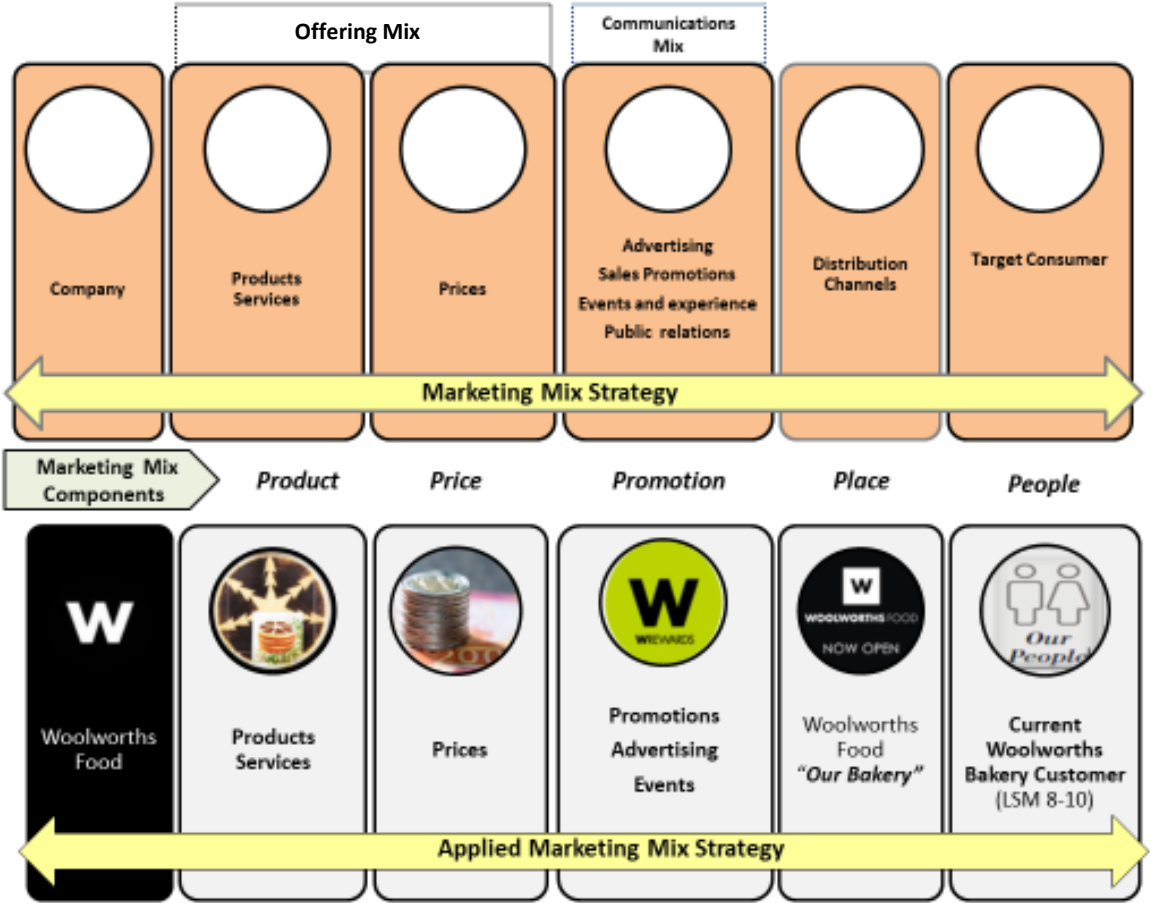 Offering Mix
Communications
Mix
Company
Products
Services
Prices
Advertising
Sales Promotions
Events and experience
Public relations
Distribution
Channels
Target Consumer
Marketing Mix Strategy
Marketing Mix
Components
Product
Price
Promotion
Place
People
W
Woolworths
Food
Products
Services
Prices
W
WREWARDS
Promotions
Advertising
Events
W
WOOLWORTHS FOOD
NOW OPEN
Woolworths
Food
“Our Bakery”
Our
People
Current
Woolworths
Bakery Customer
(LSM 8-10)
Applied Marketing Mix Strategy